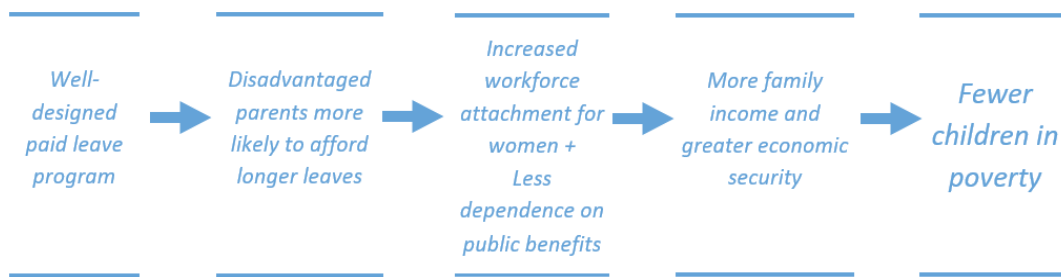 Well-
designed
paid leave
program
Disadvantaged
parents more
likely to afford
longer leaves
Increased
workforce
attachment for
women +
Less
dependence on
public benefits
More family
income and
greater economic
security
Fewer
children in
poverty